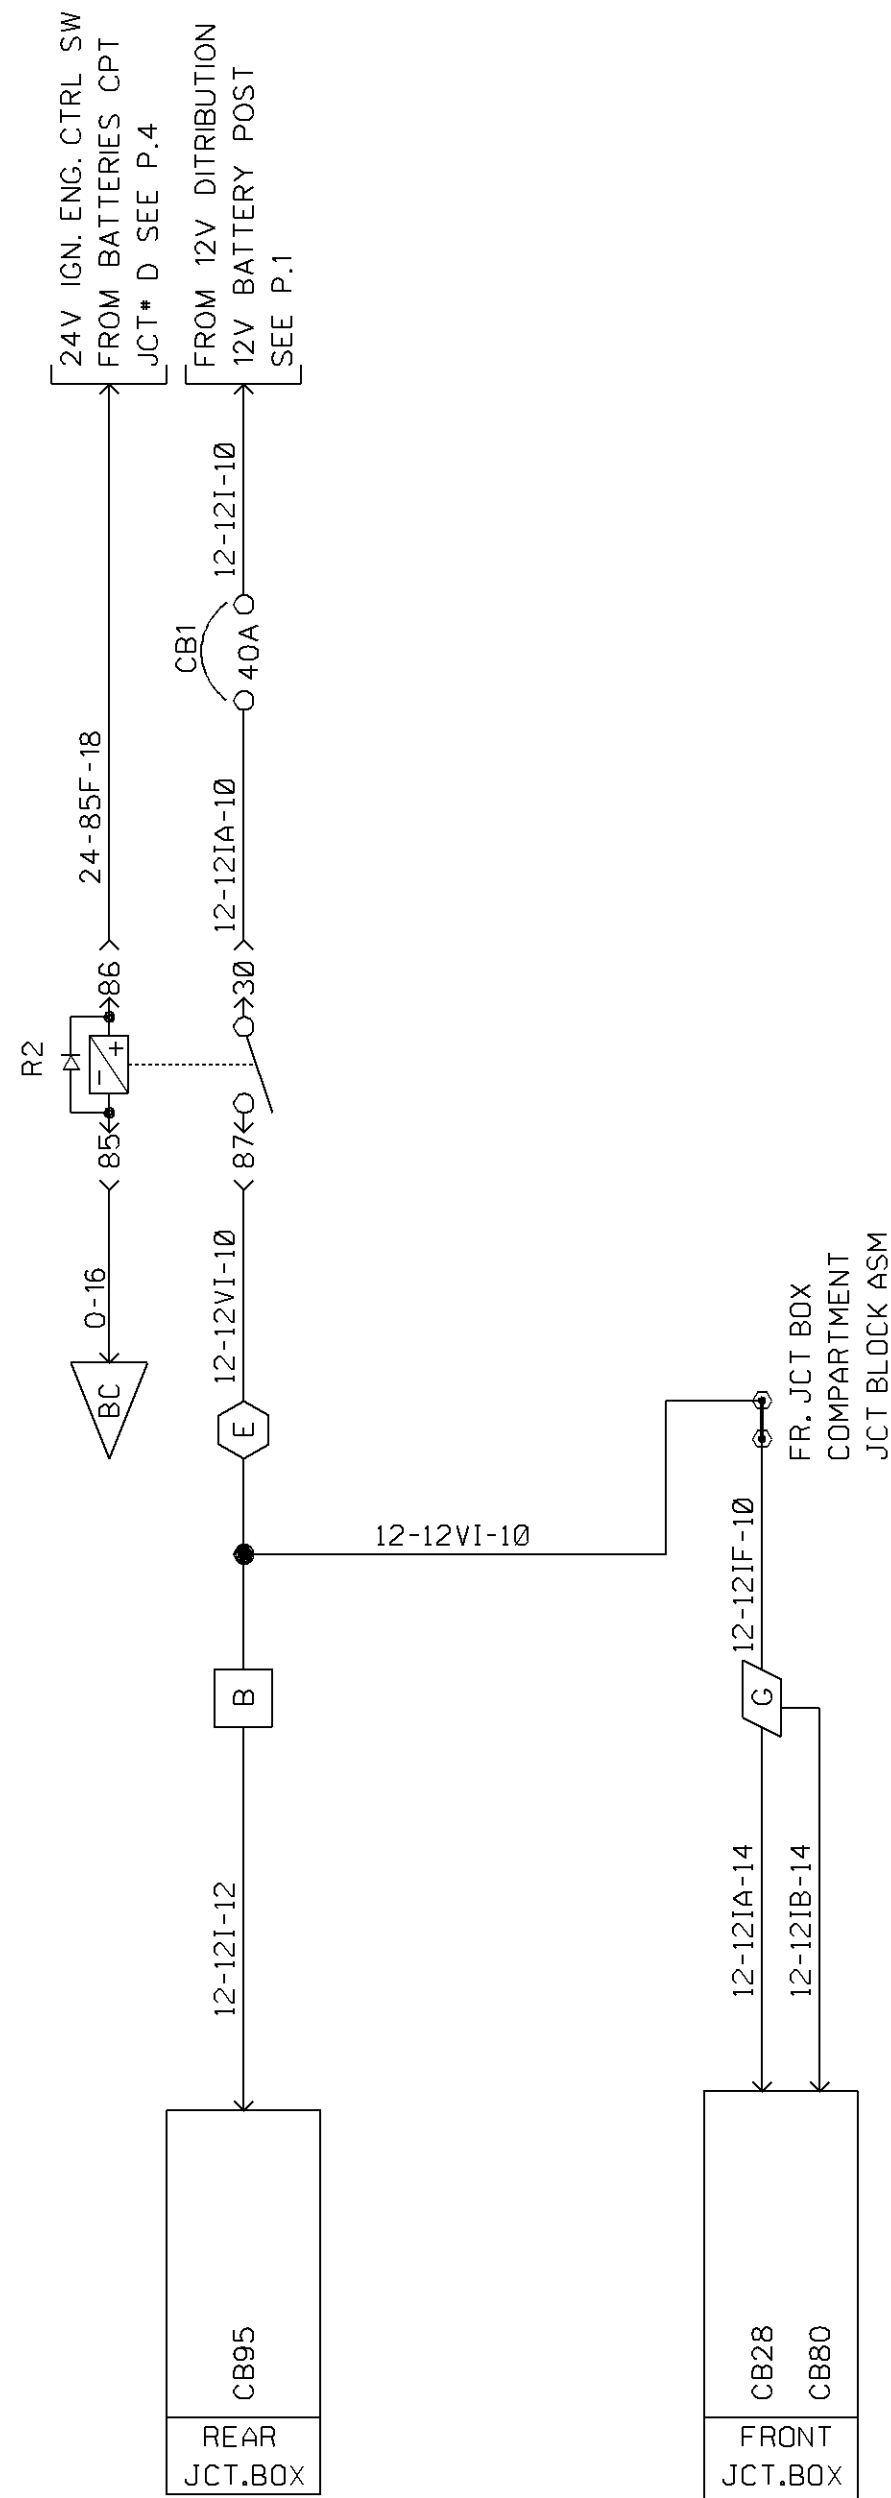 24V IGN. ENG. CTRL SW
FROM BATTERIES CPT
JCT# D SEE P.4
FROM 12V DITRIBUTION
12V BATTERY POST
SEE P.1
12-12I-10
CB1
40A
24-85F-18
12-12IA-10
R2
86
30
- +
85
87
0-16
12-12VI-10
BC
E
FR. JCT BOX
COMPARTMENT
JCT BLOCK ASM
12-12VI-10
12-12IF-10
B
G
12-12I-12
12-12IA-14
12-12IB-14
CB95
CB28
CB80
REAR
JCT.BOX
FRONT
JCT.BOX